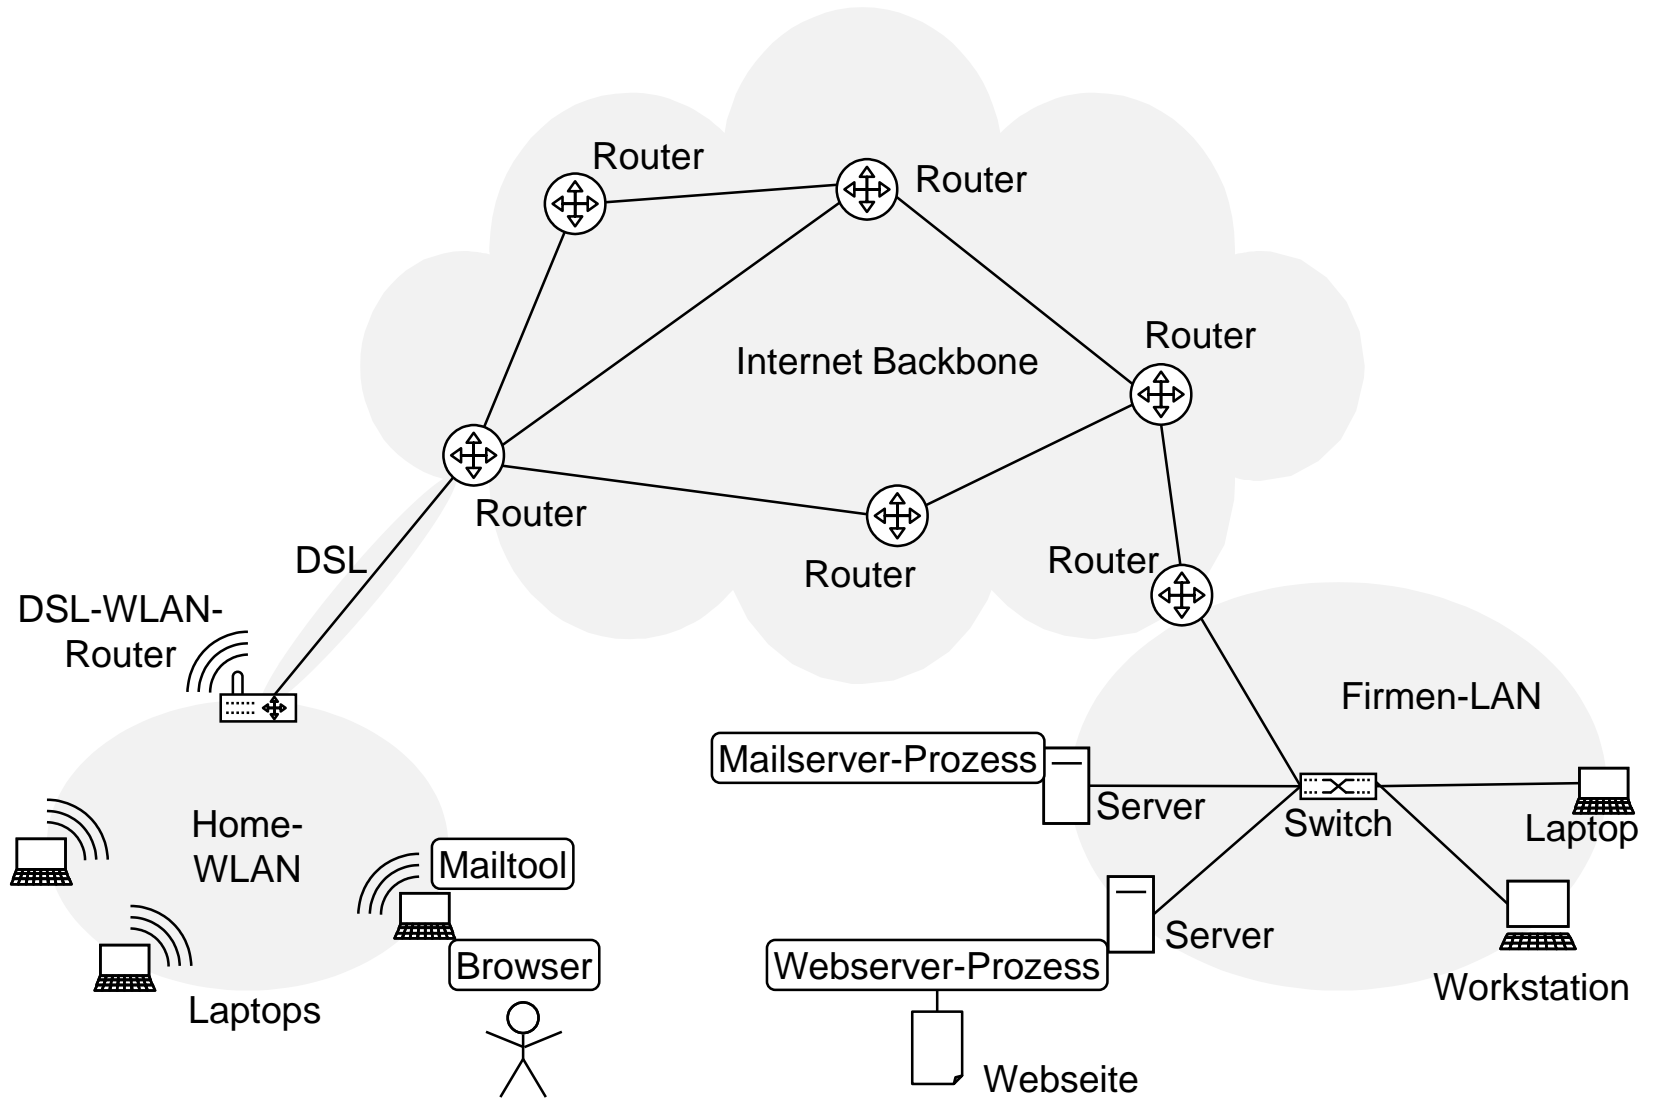 Router
Router
Router
Internet Backbone
Router
DSL
Router
Router
DSL-WLAN-
Router
Firmen-LAN
Mailserver-Prozess
Server
Switch
Laptop
Home-
WLAN
Mailtool
Browser
Laptops
Server
Webserver-Prozess
Workstation
Webseite